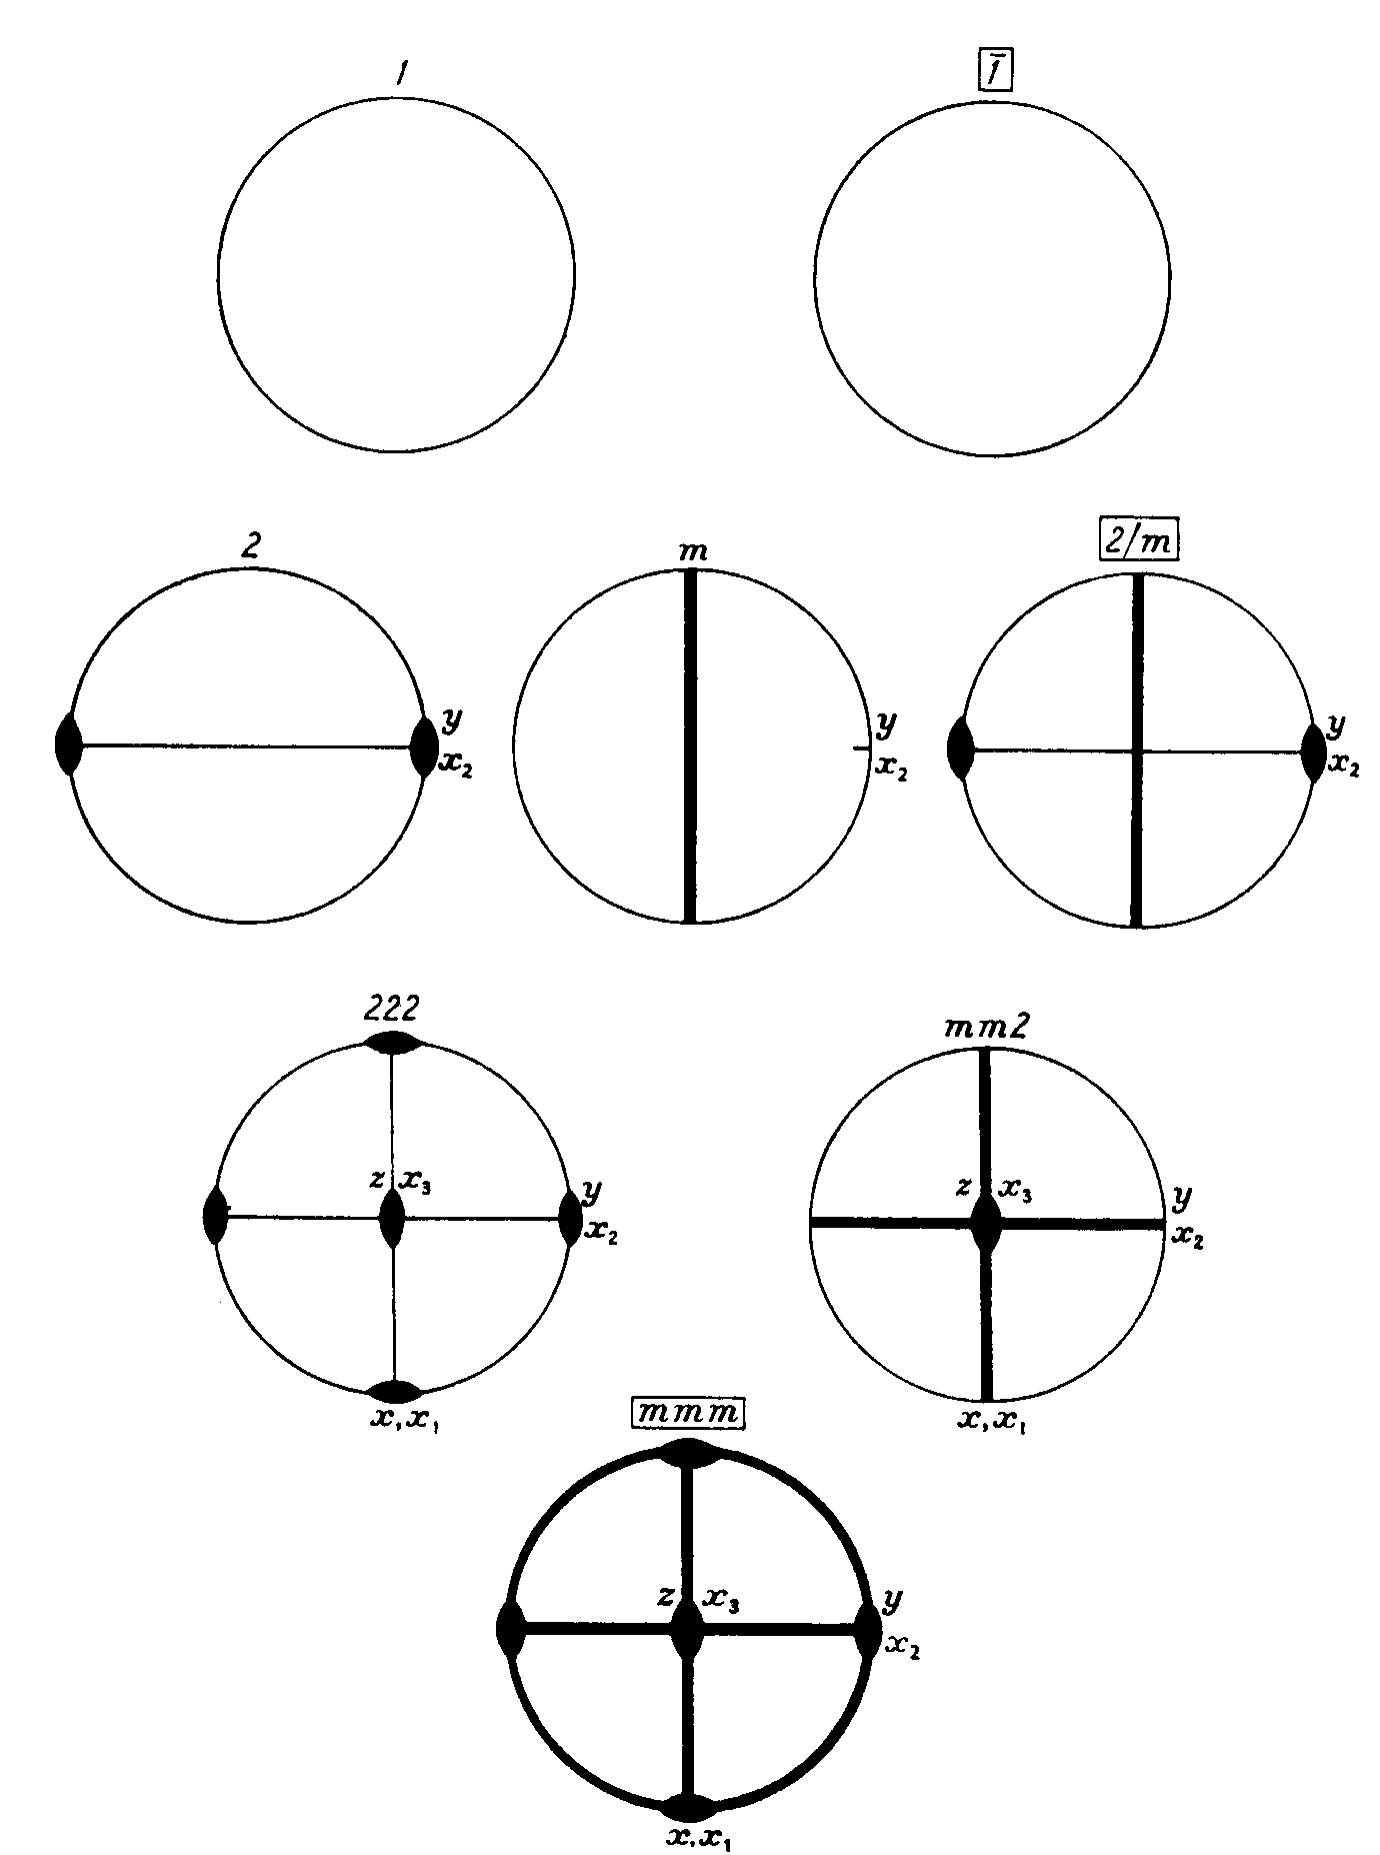 1
1̄
2
m
2/m
y
x₂
y
x₂
y
x₂
222
mm2
z x₃
y
x₂
z x₃
y
x₂
x,x₁
x,x₁
mmm
z x₃
y
x₂
x,x₁